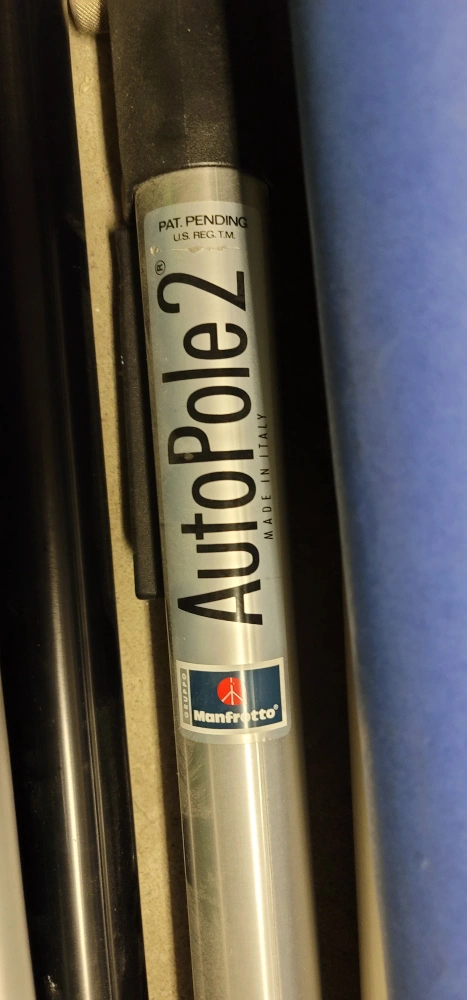 PAT. PENDING
U.S. REG. T.M.
AutoPole 2®
MADE IN ITALY
GRUPPO
Manfrotto®